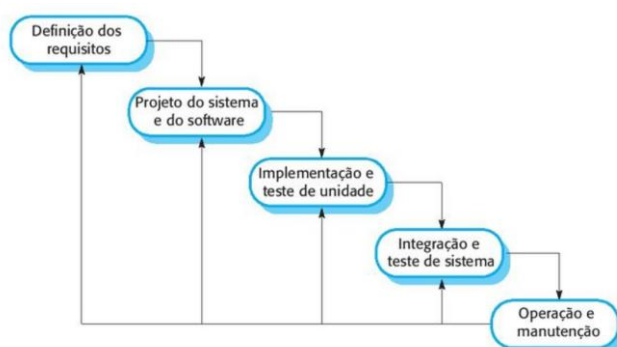 Definição dos
requisitos
Projeto do sistema
e do software
Implementação e
teste de unidade
Integração e
teste de sistema
Operação e
manutenção